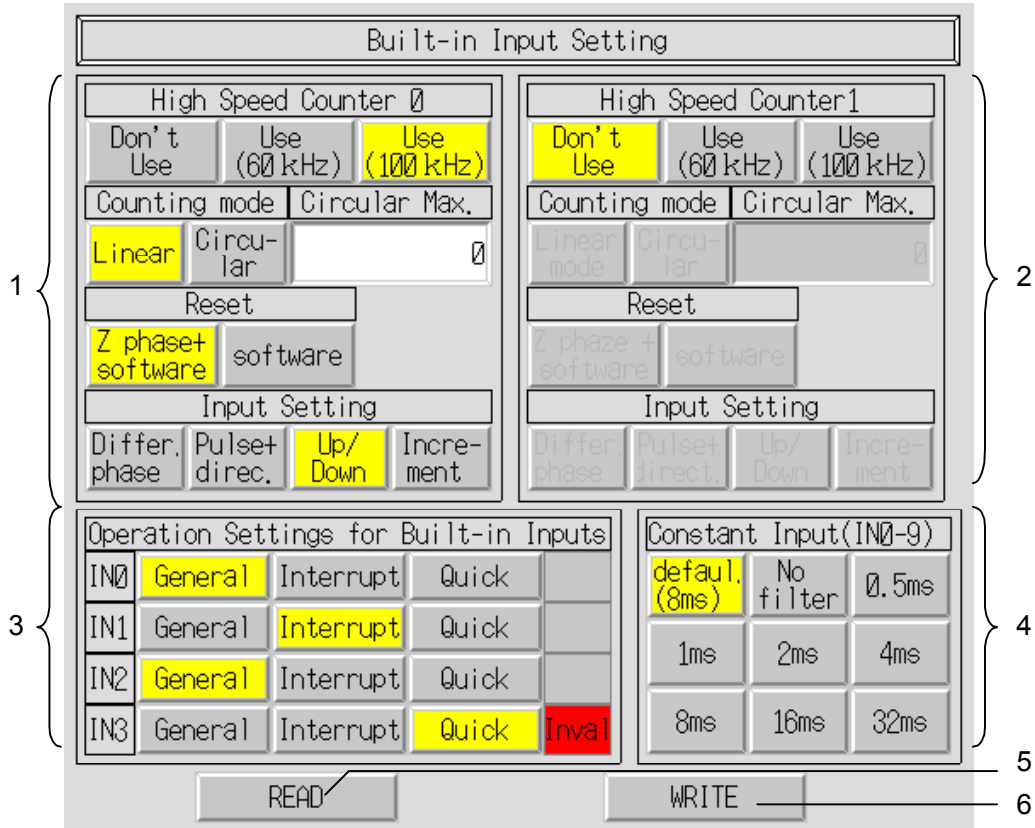 Built-in Input Setting
1
High Speed Counter 0
Don't Use
Use (60 kHz)
Use (100 kHz)
Counting mode
Circular Max.
Linear
Circu-lar
0
Reset
Z phase+ software
software
Input Setting
Differ. phase
Pulse+ direc.
Up/ Down
Incre-ment
High Speed Counter1
Don't Use
Use (60 kHz)
Use (100 kHz)
Counting mode
Circular Max.
Linear mode
Circu-lar
0
Reset
Z phaze + software
software
Input Setting
Differ. phase
Pulse+ direct.
Up/ Down
Incre-ment
2
3
Operation Settings for Built-in Inputs
IN0 General Interrupt Quick
IN1 General Interrupt Quick
IN2 General Interrupt Quick
IN3 General Interrupt Quick Inval
Constant Input(IN0-9)
defaul. (8ms)
No filter
0.5ms
1ms 2ms 4ms
8ms 16ms 32ms
4
READ
5
WRITE
6